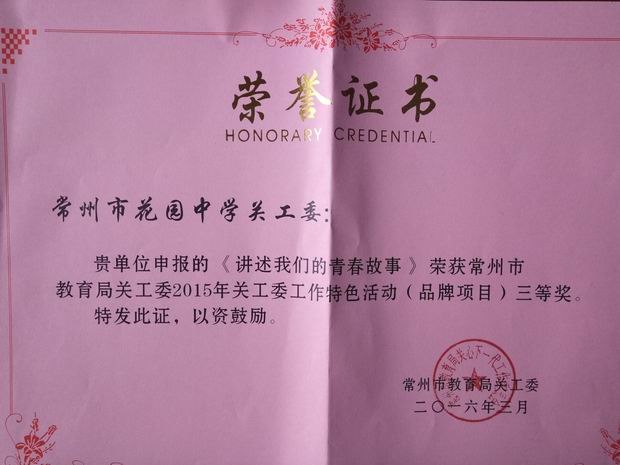 荣誉证书
HONORARY CREDENTIAL
常州市花园中学关工委：
贵单位申报的《讲述我们的青春故事》荣获常州市
教育局关工委2015年关工委工作特色活动（品牌项目）三等奖。
特发此证，以资鼓励。
常州市教育局关工委
二〇一六年三月